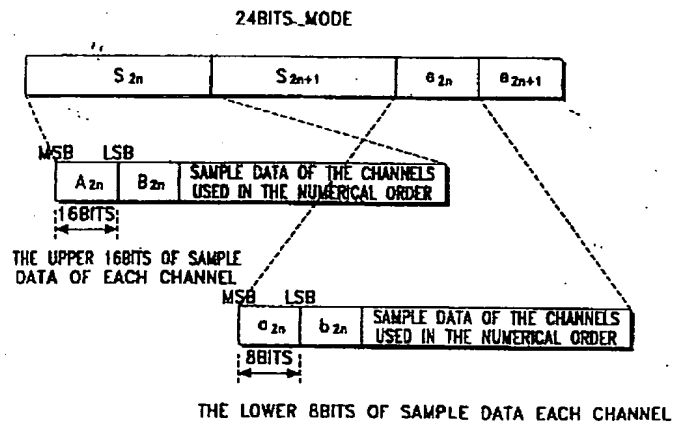 24BITS_MODE
S2n S2n+1 e2n e2n+1
MSB LSB
A2n B2n SAMPLE DATA OF THE CHANNELS
USED IN THE NUMERICAL ORDER
16BITS
THE UPPER 16BITS OF SAMPLE
DATA OF EACH CHANNEL
MSB LSB
a2n b2n SAMPLE DATA OF THE CHANNELS
USED IN THE NUMERICAL ORDER
8BITS
THE LOWER 8BITS OF SAMPLE DATA EACH CHANNEL